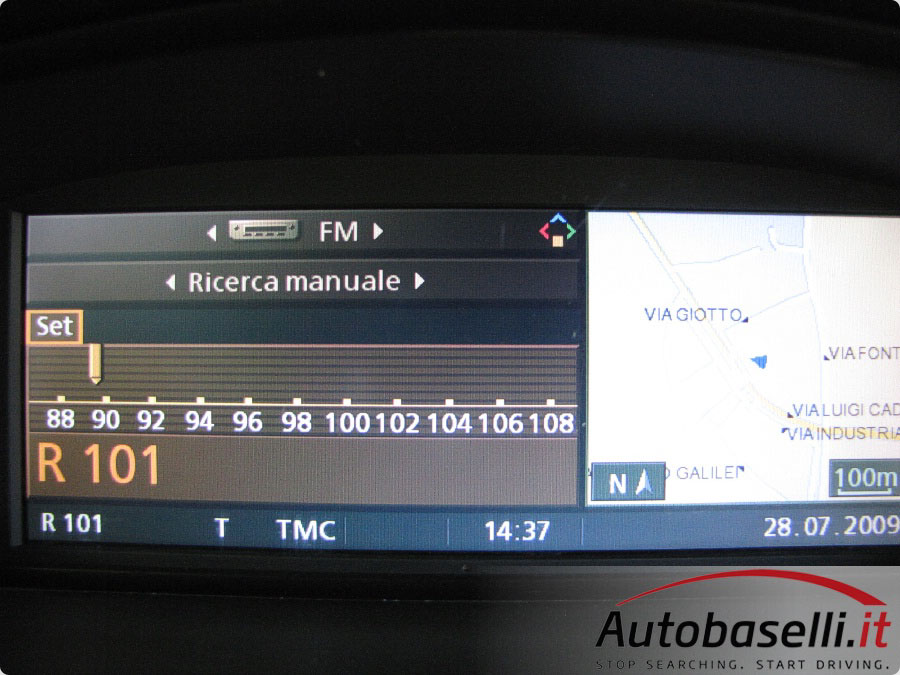 FM
Ricerca manuale
Set
88 90 92 94 96 98 100 102 104 106 108
R 101
R 101 T TMC 14:37 28.07.2009
VIA GIOTTO
VIA FONT
VIA LUIGI CAD
VIA INDUSTRIA
GALILEI
N
100m
Autobaselli.it
STOP SEARCHING. START DRIVING.